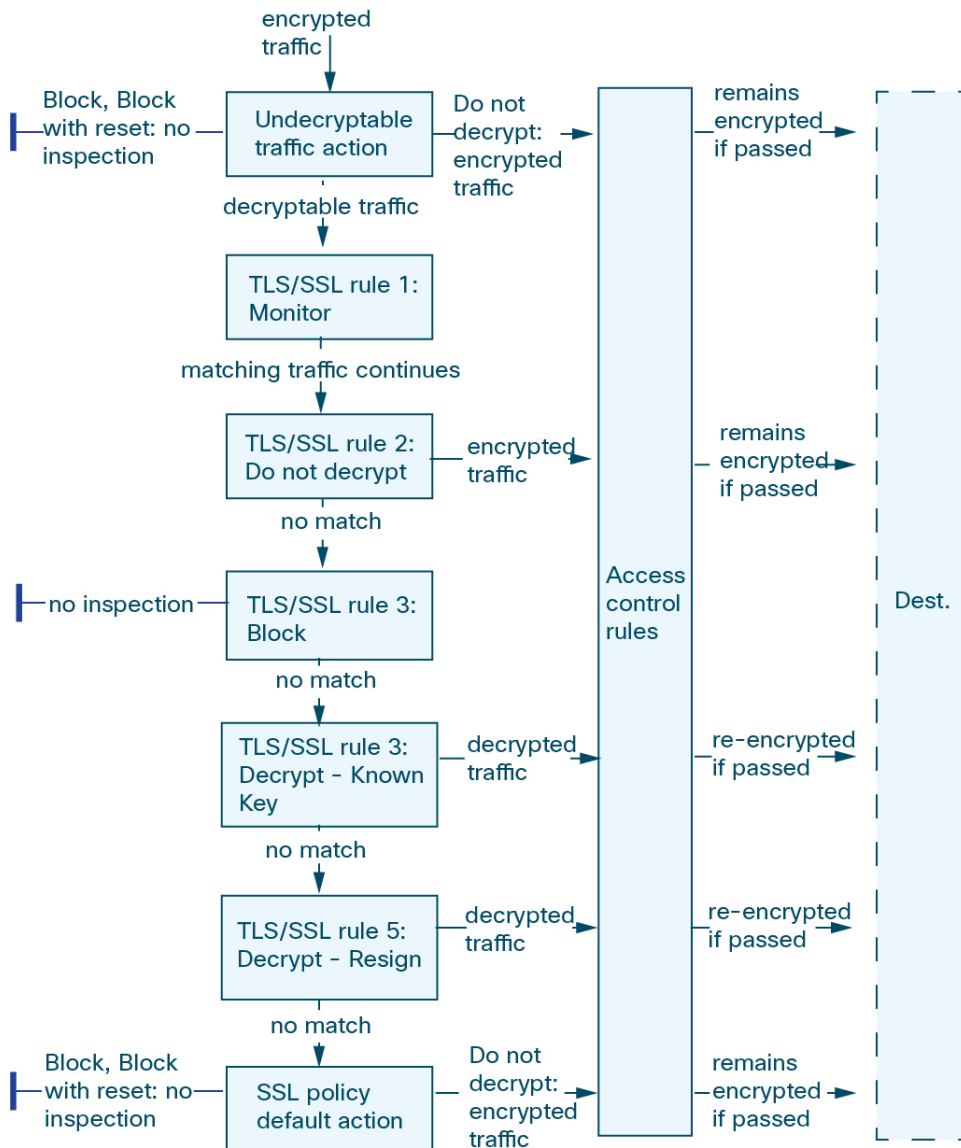 encrypted
traffic
Block, Block
with reset: no
inspection
Undecryptable
traffic action
Do not
decrypt:
encrypted
traffic
remains
encrypted
if passed
decryptable traffic
TLS/SSL rule 1:
Monitor
matching traffic continues
TLS/SSL rule 2:
Do not decrypt
encrypted
traffic
remains
encrypted
if passed
no match
no inspection
TLS/SSL rule 3:
Block
Access
control
rules
Dest.
no match
TLS/SSL rule 3:
Decrypt - Known
Key
decrypted
traffic
re-encrypted
if passed
no match
TLS/SSL rule 5:
Decrypt - Resign
decrypted
traffic
re-encrypted
if passed
no match
Block, Block
with reset: no
inspection
SSL policy
default action
Do not
decrypt:
encrypted
traffic
remains
encrypted
if passed